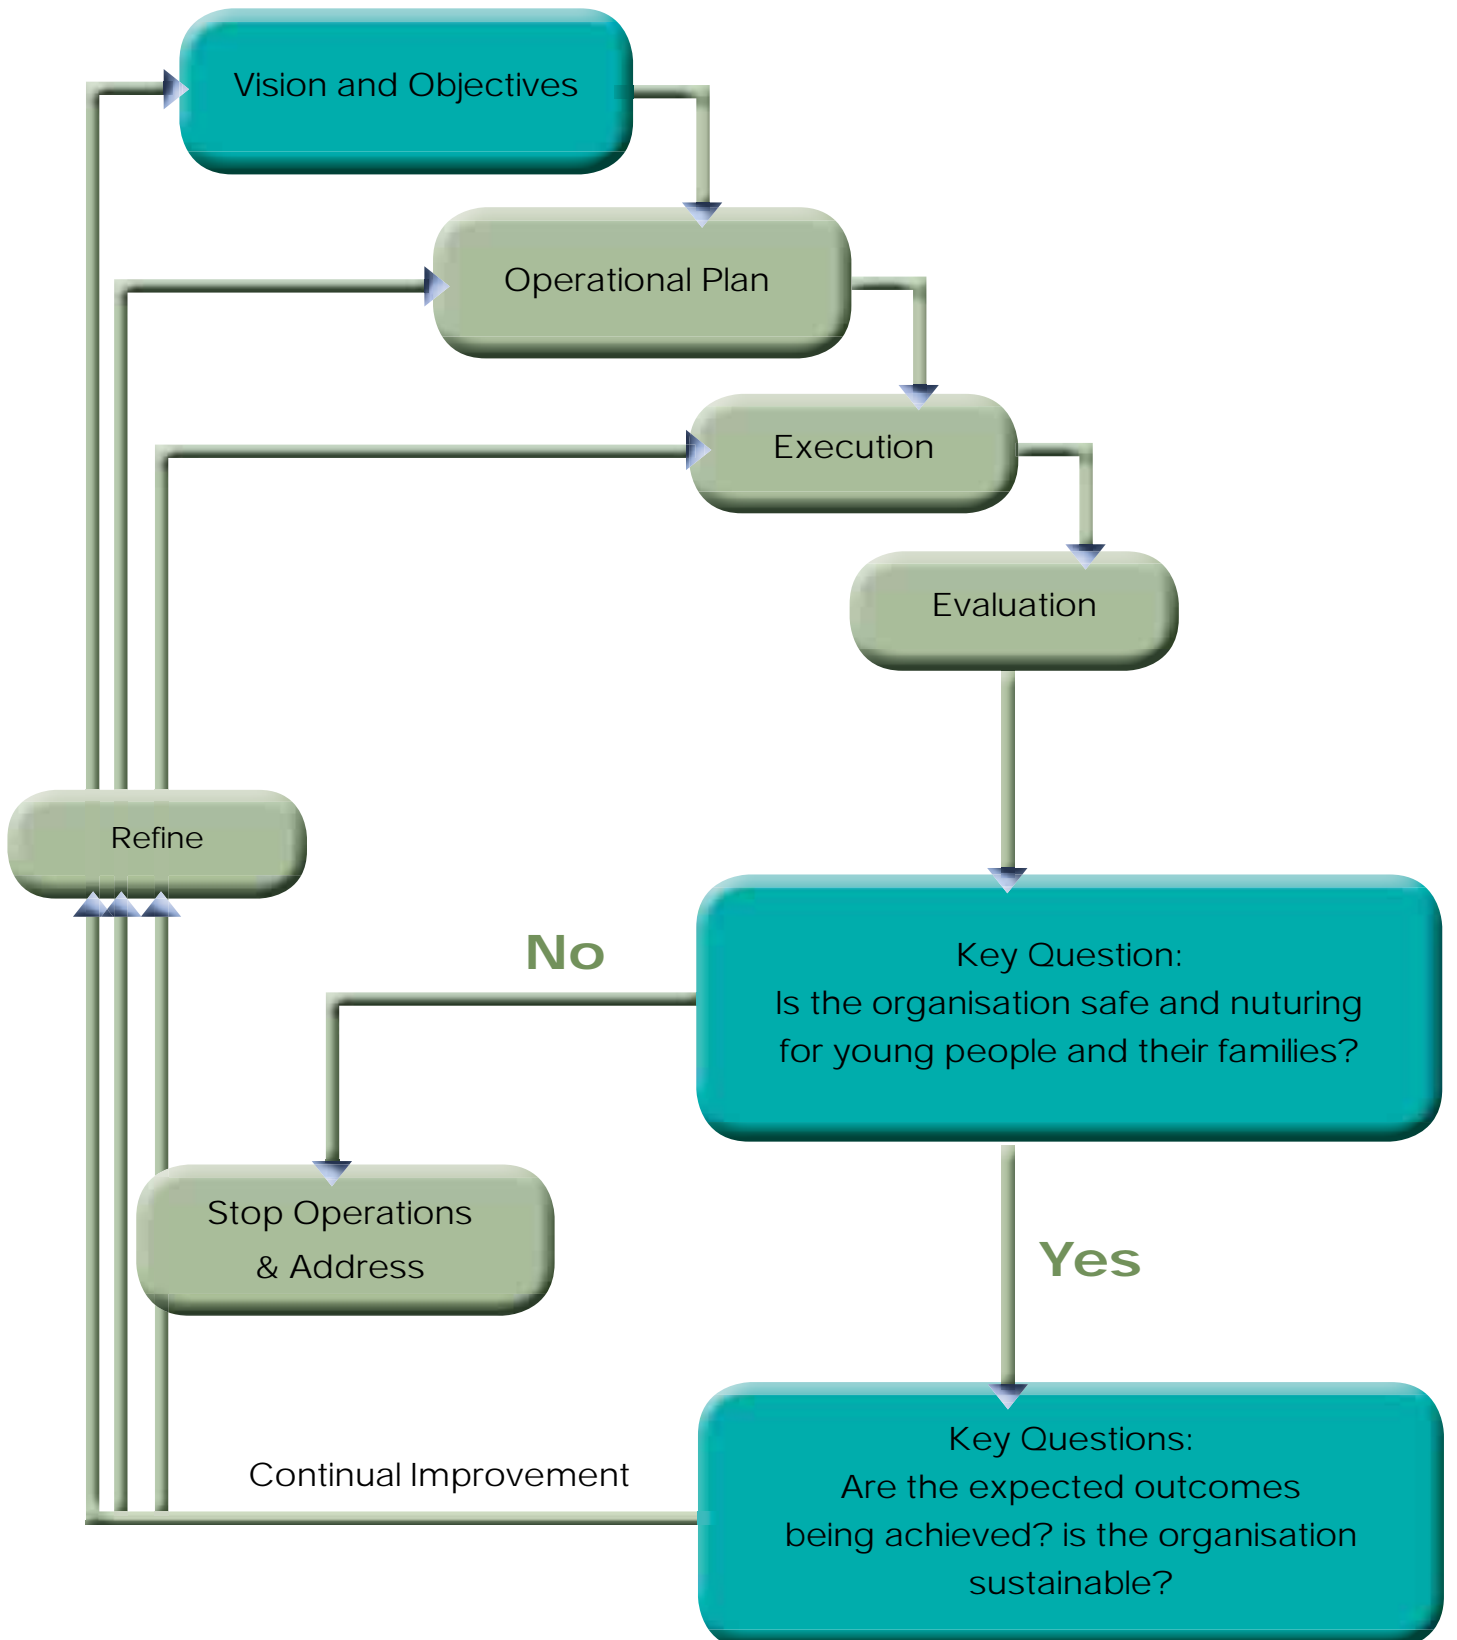 Vision and Objectives
Operational Plan
Execution
Evaluation
Refine
No
Key Question:
Is the organisation safe and nuturing
for young people and their families?
Stop Operations
& Address
Yes
Continual Improvement
Key Questions:
Are the expected outcomes
being achieved? is the organisation
sustainable?